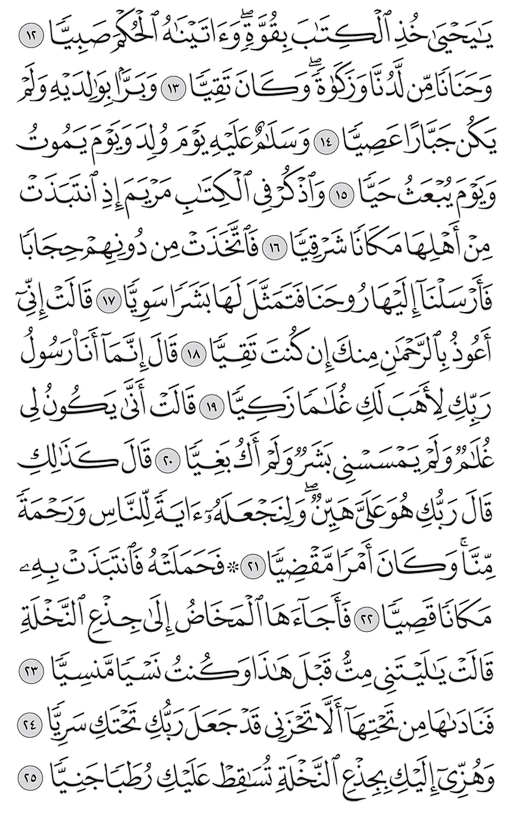 يَٰيَحۡيَىٰ خُذِ ٱلۡكِتَٰبَ بِقُوَّةٖۖ وَءَاتَيۡنَٰهُ ٱلۡحُكۡمَ صَبِيّٗا ١٢
وَحَنَانٗا مِّن لَّدُنَّا وَزَكَوٰةٗۖ وَكَانَ تَقِيّٗا ١٣ وَبَرَّۢا بِوَٰلِدَيۡهِ وَلَمۡ
يَكُن جَبَّارًا عَصِيّٗا ١٤ وَسَلَٰمٌ عَلَيۡهِ يَوۡمَ وُلِدَ وَيَوۡمَ يَمُوتُ
وَيَوۡمَ يُبۡعَثُ حَيّٗا ١٥ وَٱذۡكُرۡ فِي ٱلۡكِتَٰبِ مَرۡيَمَ إِذِ ٱنتَبَذَتۡ
مِنۡ أَهۡلِهَا مَكَانٗا شَرۡقِيّٗا ١٦ فَٱتَّخَذَتۡ مِن دُونِهِمۡ حِجَابٗا
فَأَرۡسَلۡنَآ إِلَيۡهَا رُوحَنَا فَتَمَثَّلَ لَهَا بَشَرٗا سَوِيّٗا ١٧ قَالَتۡ إِنِّيٓ
أَعُوذُ بِٱلرَّحۡمَٰنِ مِنكَ إِن كُنتَ تَقِيّٗا ١٨ قَالَ إِنَّمَآ أَنَا۠ رَسُولُ
رَبِّكِ لِأَهَبَ لَكِ غُلَٰمٗا زَكِيّٗا ١٩ قَالَتۡ أَنَّىٰ يَكُونُ لِي
غُلَٰمٞ وَلَمۡ يَمۡسَسۡنِي بَشَرٞ وَلَمۡ أَكُ بَغِيّٗا ٢٠ قَالَ كَذَٰلِكِ
قَالَ رَبُّكِ هُوَ عَلَيَّ هَيِّنٞۖ وَلِنَجۡعَلَهُۥٓ ءَايَةٗ لِّلنَّاسِ وَرَحۡمَةٗ
مِّنَّاۚ وَكَانَ أَمۡرٗا مَّقۡضِيّٗا ٢١ ۞ فَحَمَلَتۡهُ فَٱنتَبَذَتۡ بِهِۦ
مَكَانٗا قَصِيّٗا ٢٢ فَأَجَآءَهَا ٱلۡمَخَاضُ إِلَىٰ جِذۡعِ ٱلنَّخۡلَةِ
قَالَتۡ يَٰلَيۡتَنِي مِتُّ قَبۡلَ هَٰذَا وَكُنتُ نَسۡيٗا مَّنسِيّٗا ٢٣
فَنَادَىٰهَا مِن تَحۡتِهَآ أَلَّا تَحۡزَنِي قَدۡ جَعَلَ رَبُّكِ تَحۡتَكِ سَرِيّٗا ٢٤
وَهُزِّيٓ إِلَيۡكِ بِجِذۡعِ ٱلنَّخۡلَةِ تُسَٰقِطۡ عَلَيۡكِ رُطَبٗا جَنِيّٗا ٢٥